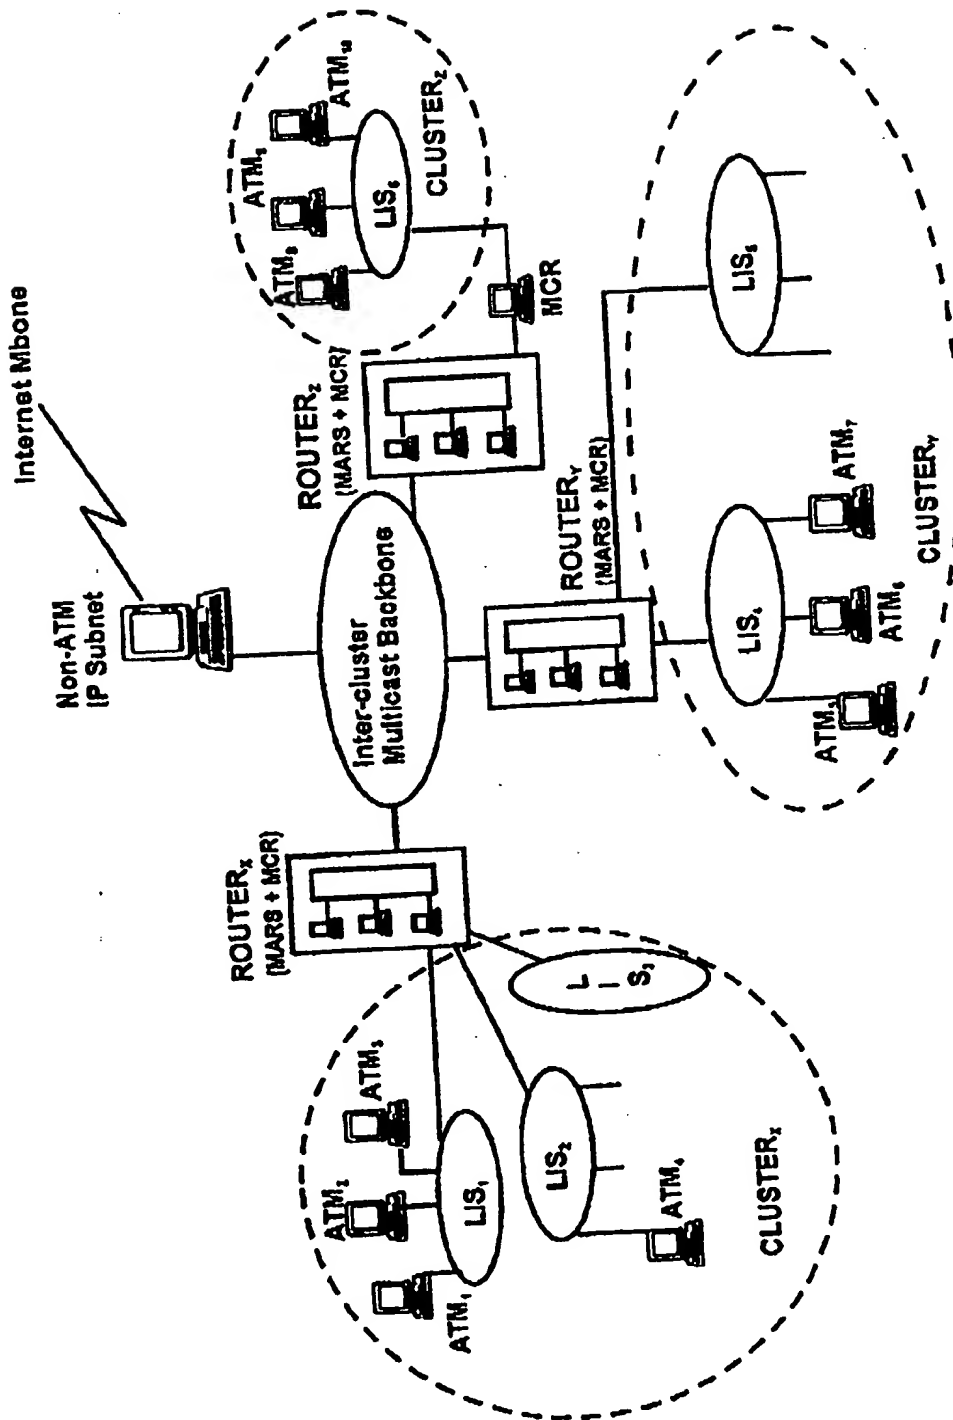 Internet Mbone
Non-ATM
IP Subnet
Inter-cluster
Multicast Backbone
ROUTERX
(MARS + MCR)
ROUTERZ
(MARS + MCR)
ROUTERY
(MARS + MCR)
MCR
ATM1
ATM2
ATM3
LIS1
LIS2
LIS3
ATM4
CLUSTERX
ATM8
ATM9
ATM10
LIS6
CLUSTERZ
LIS4
LIS5
ATM6
ATM7
CLUSTERY